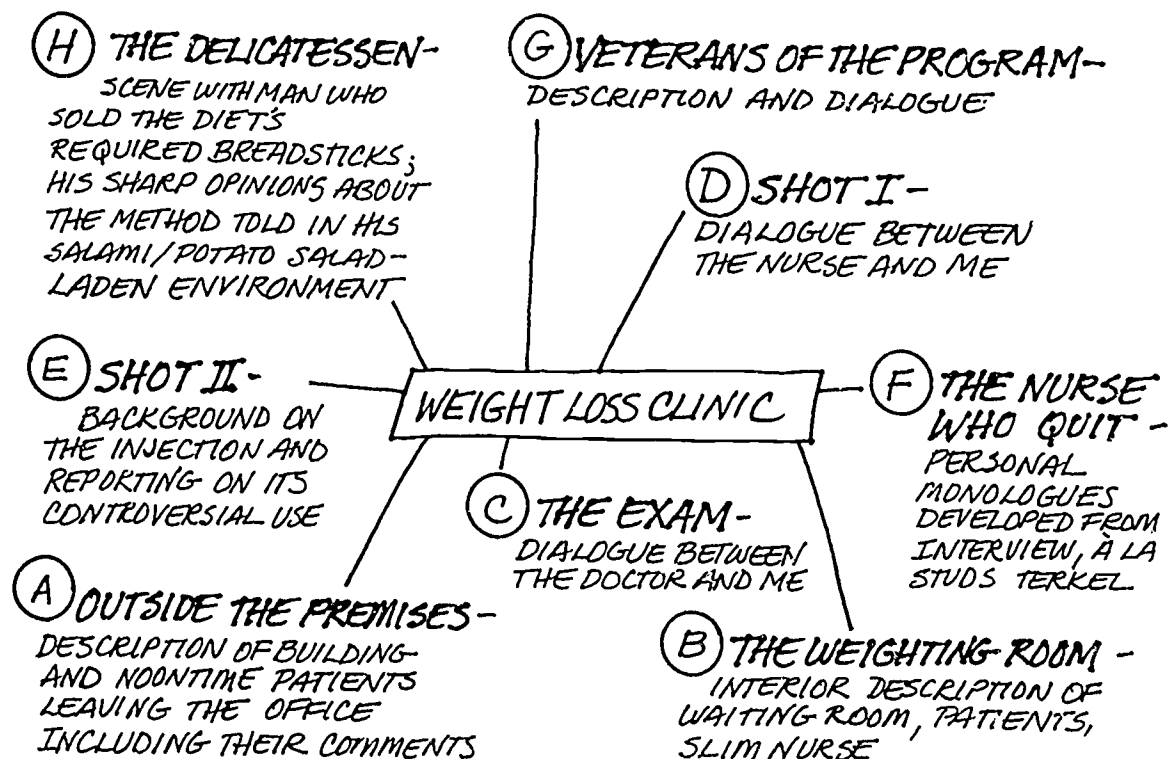 H THE DELICATESSEN-
SCENE WITH MAN WHO
SOLD THE DIET'S
REQUIRED BREADSTICKS;
HIS SHARP OPINIONS ABOUT
THE METHOD TOLD IN HIS
SALAMI/POTATO SALAD-
LADEN ENVIRONMENT
G VETERANS OF THE PROGRAM-
DESCRIPTION AND DIALOGUE
D SHOT I-
DIALOGUE BETWEEN
THE NURSE AND ME
E SHOT II-
BACKGROUND ON
THE INJECTION AND
REPORTING ON ITS
CONTROVERSIAL USE
WEIGHT LOSS CLINIC
F THE NURSE
WHO QUIT-
PERSONAL
MONOLOGUES
DEVELOPED FROM
INTERVIEW, À LA
STUDS TERKEL
C THE EXAM-
DIALOGUE BETWEEN
THE DOCTOR AND ME
A OUTSIDE THE PREMISES-
DESCRIPTION OF BUILDING
AND NOONTIME PATIENTS
LEAVING THE OFFICE
INCLUDING THEIR COMMENTS
B THE WEIGHTING ROOM-
INTERIOR DESCRIPTION OF
WAITING ROOM, PATIENTS,
SLIM NURSE